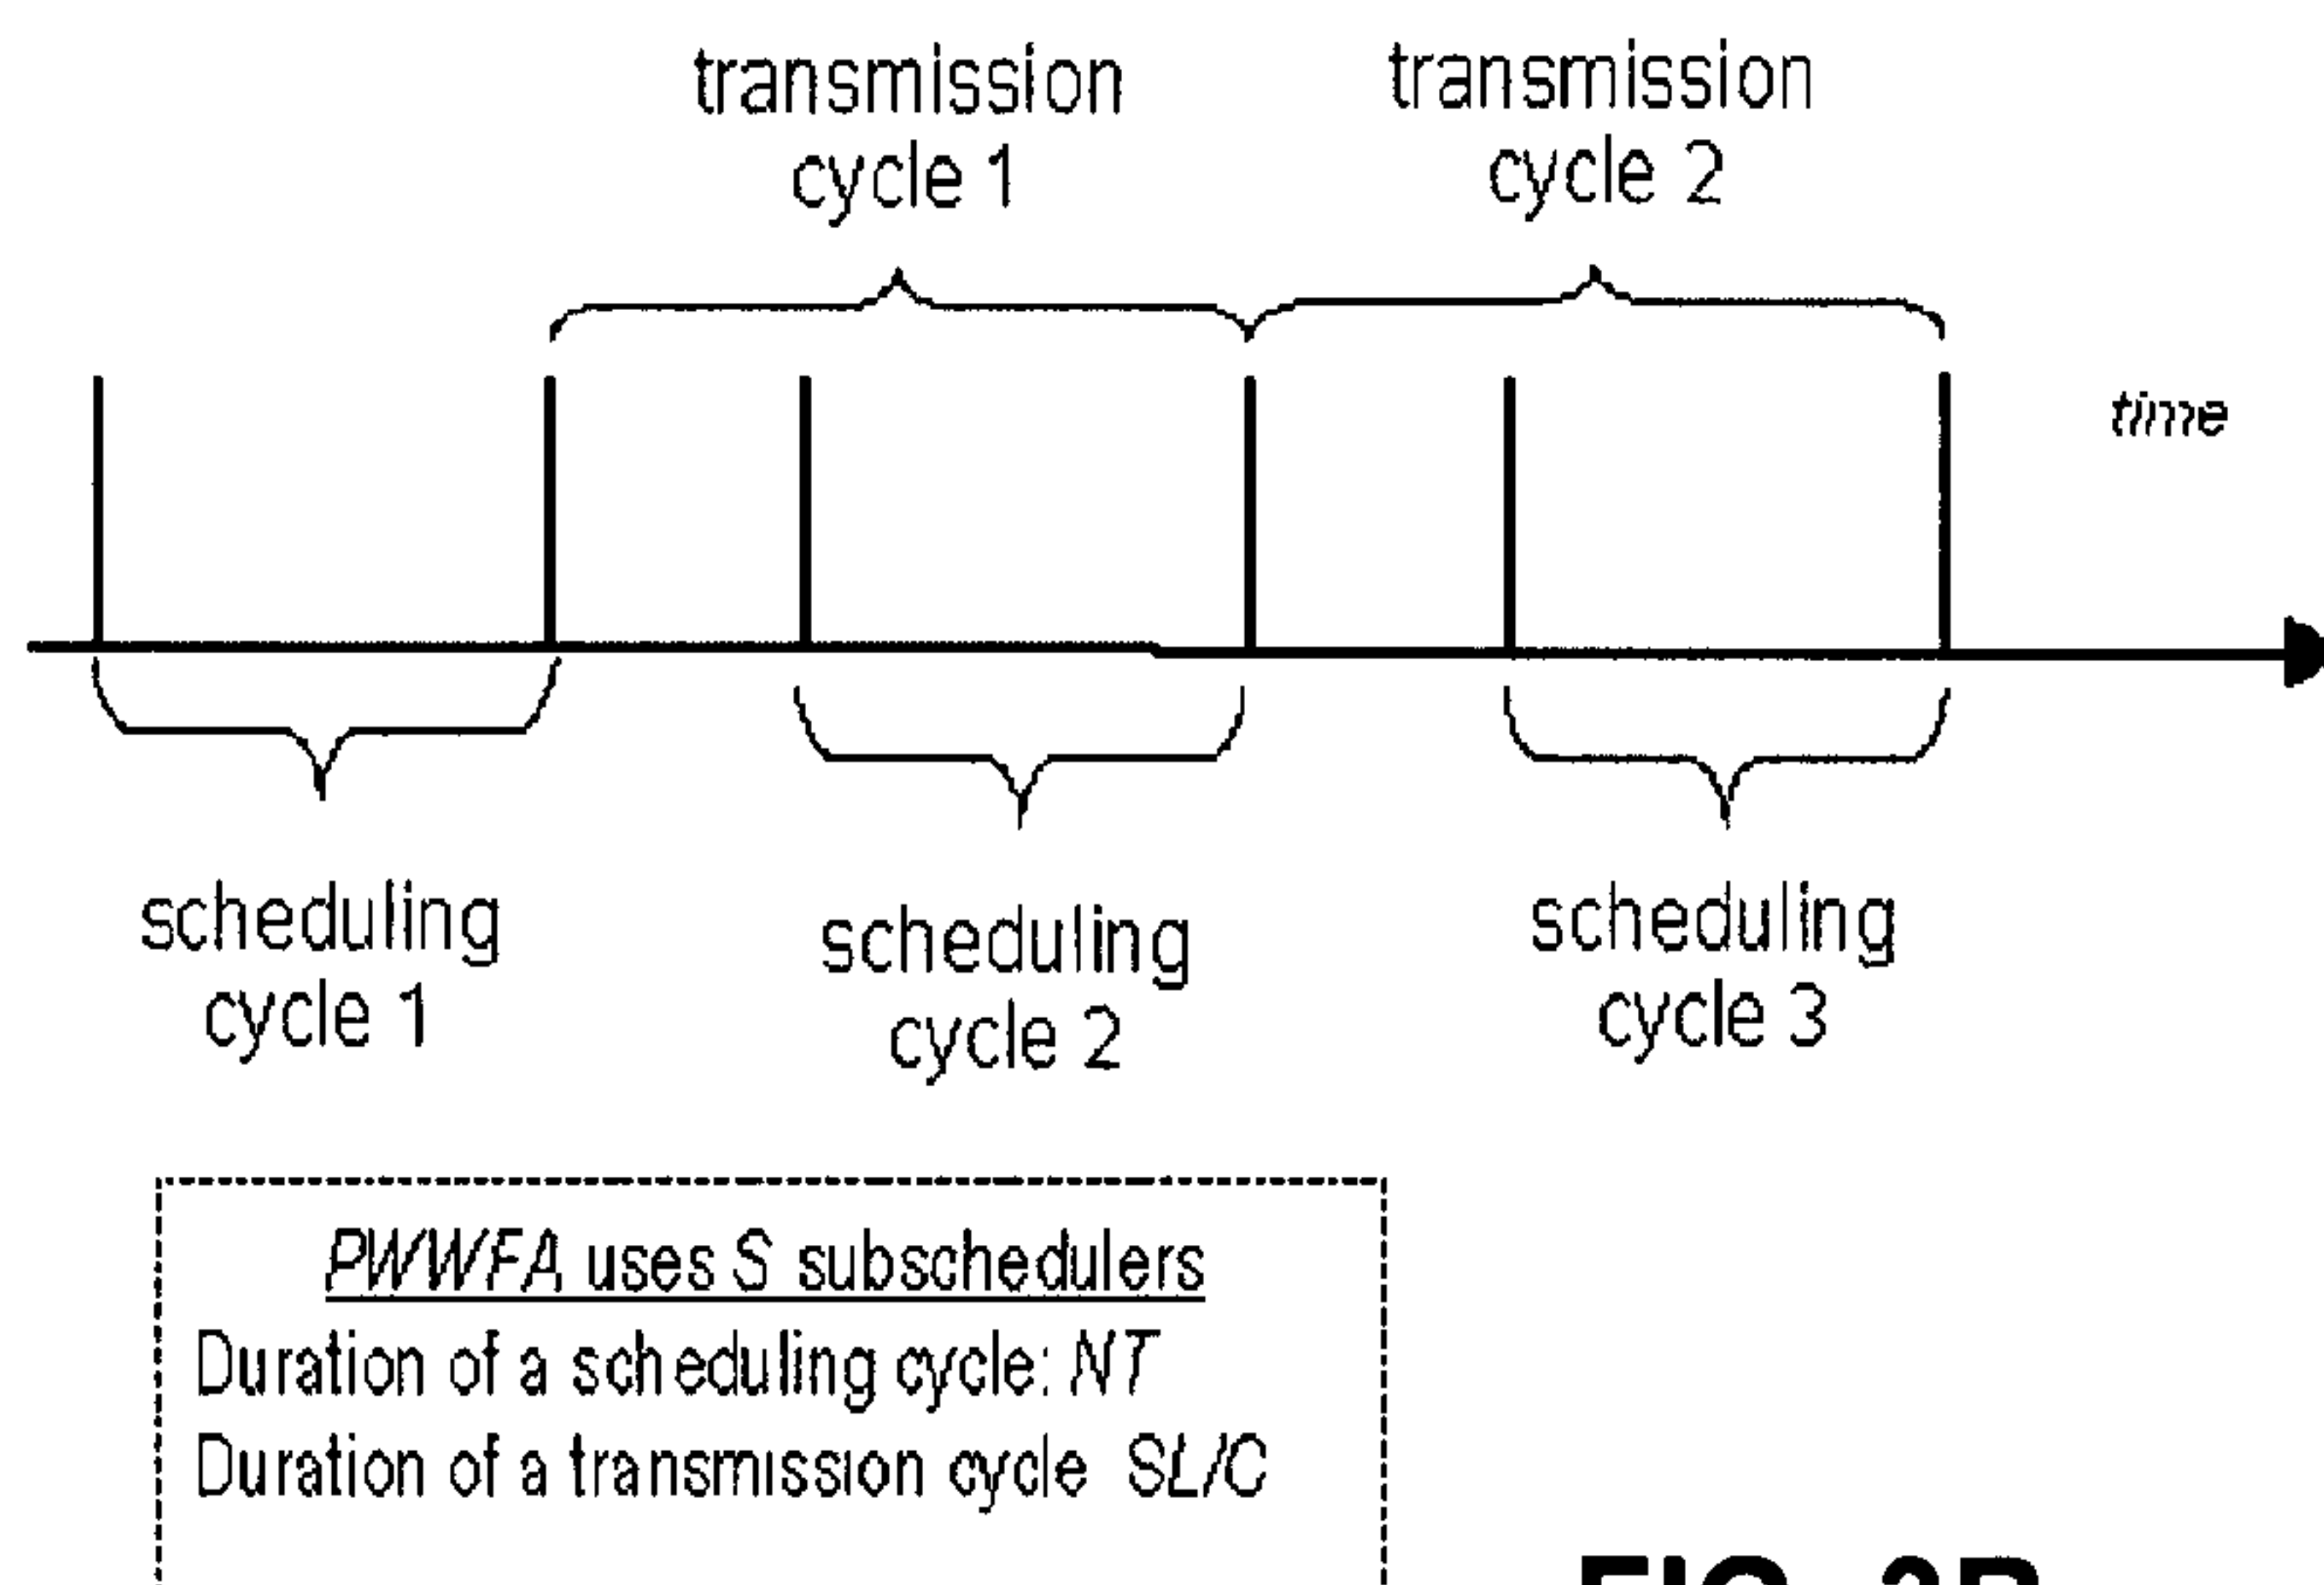 transmission
cycle 1
transmission
cycle 2
time
scheduling
cycle 1
scheduling
cycle 2
scheduling
cycle 3
PWWFA uses S subschedulers
Duration of a scheduling cycle: NT
Duration of a transmission cycle SL/C